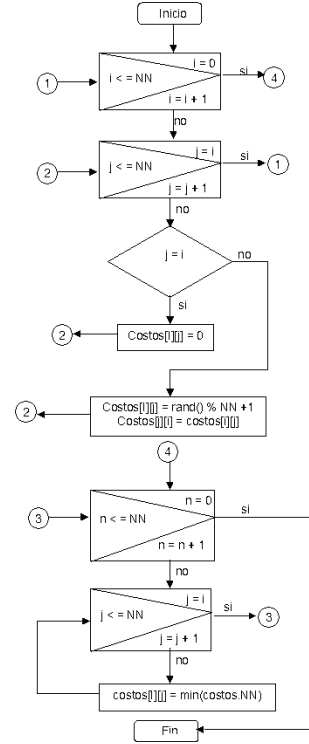 Inicio
i = 0
1
i <= NN
si
4
i = i + 1
no
j = i
si
2
j <= NN
1
j = j + 1
no
j = i
no
si
2
Costos[I][j] = 0
2
Costos[I][j] = rand() % NN +1
Costos[j][i] = costos[i][j]
4
n = 0
si
3
n <= NN
n = n + 1
no
j = i
si
j <= NN
3
j = j + 1
no
costos[I][j] = min(costos.NN)
Fin